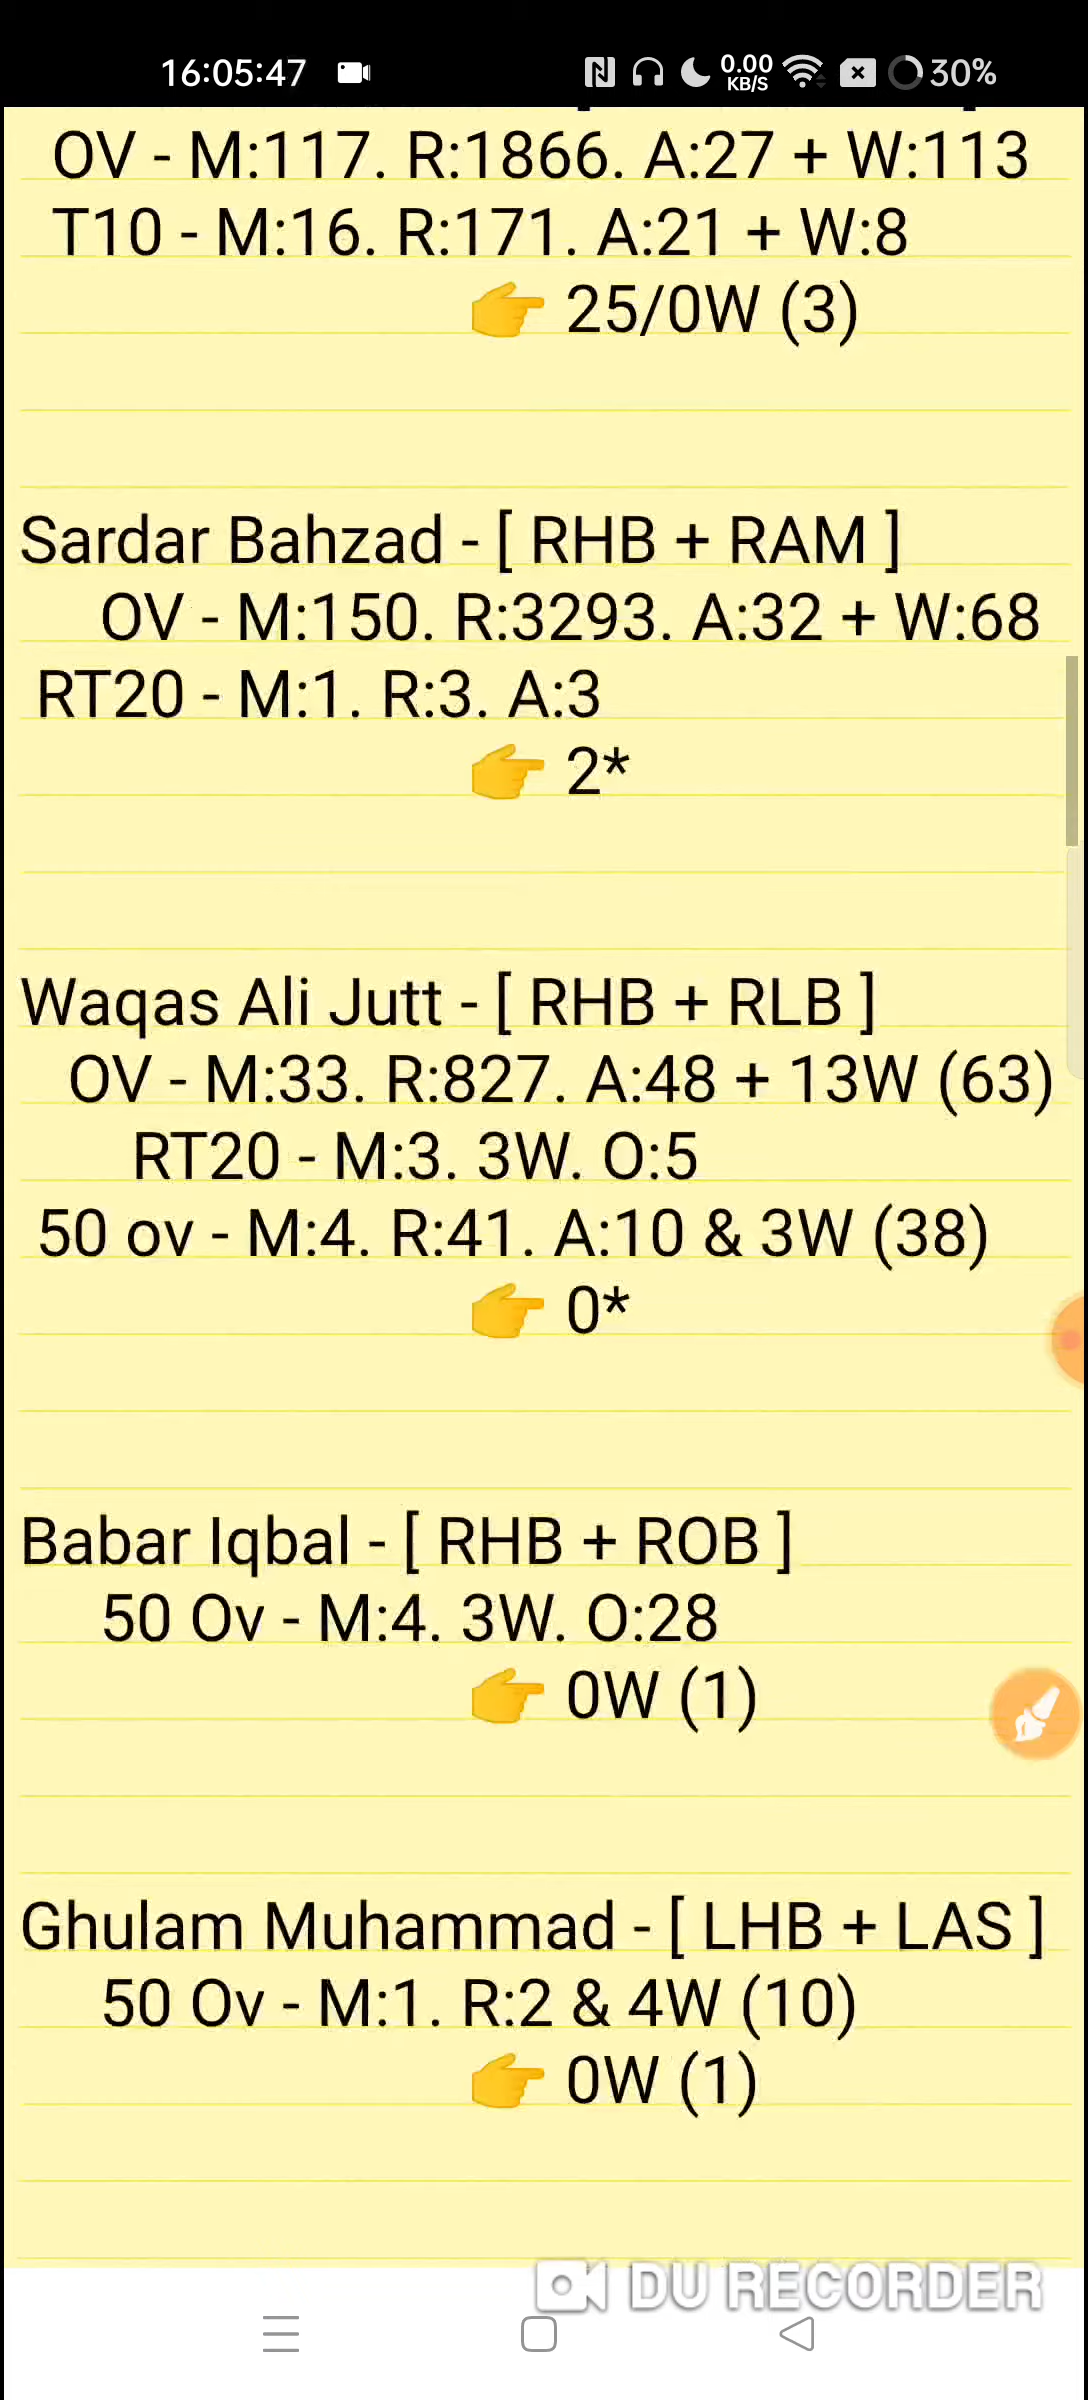 16:05:47 0.00 KB/S 30%
OV - M:117. R:1866. A:27 + W:113
T10 - M:16. R:171. A:21 + W:8
👉 25/0W (3)
Sardar Bahzad - [ RHB + RAM ]
OV - M:150. R:3293. A:32 + W:68
RT20 - M:1. R:3. A:3
👉 2*
Waqas Ali Jutt - [ RHB + RLB ]
OV - M:33. R:827. A:48 + 13W (63)
RT20 - M:3. 3W. O:5
50 ov - M:4. R:41. A:10 & 3W (38)
👉 0*
Babar Iqbal - [ RHB + ROB ]
50 Ov - M:4. 3W. O:28
👉 0W (1)
Ghulam Muhammad - [ LHB + LAS ]
50 Ov - M:1. R:2 & 4W (10)
👉 0W (1)
DU RECORDER